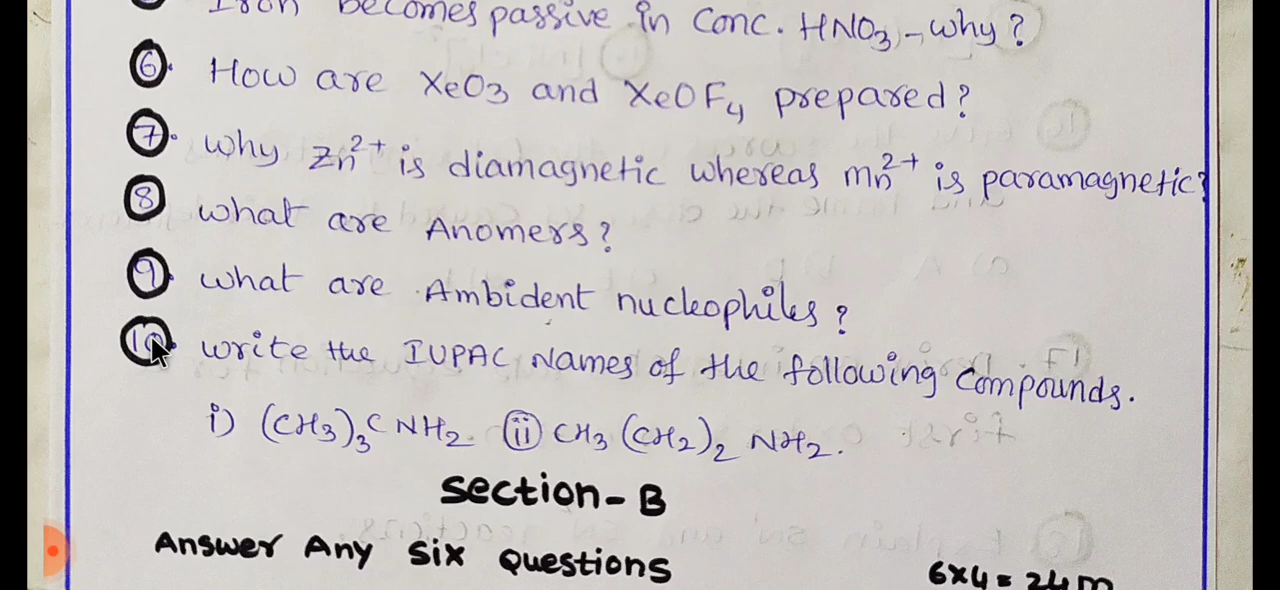 Iron becomes passive in Conc. HNO3, - why?
6. How are XeO3 and XeOF4 prepared?
7. why Zn2+ is diamagnetic whereas mn2+ is paramagnetic?
8 what are Anomers?
9. what are Ambident nucleophiles?
10. write the IUPAC Names of the following Compounds.
i) (CH3)3C NH2. (ii) CH3 (CH2)2 NH2.
section-B
Answer Any six Questions
6x4 = 24m